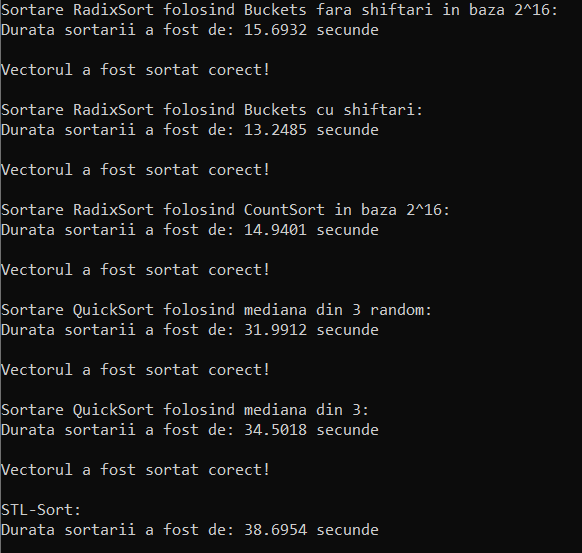 Sortare RadixSort folosind Buckets fara shiftari in baza 2^16:
Durata sortarii a fost de: 15.6932 secunde
Vectorul a fost sortat corect!
Sortare RadixSort folosind Buckets cu shiftari:
Durata sortarii a fost de: 13.2485 secunde
Vectorul a fost sortat corect!
Sortare RadixSort folosind CountSort in baza 2^16:
Durata sortarii a fost de: 14.9401 secunde
Vectorul a fost sortat corect!
Sortare QuickSort folosind mediana din 3 random:
Durata sortarii a fost de: 31.9912 secunde
Vectorul a fost sortat corect!
Sortare QuickSort folosind mediana din 3:
Durata sortarii a fost de: 34.5018 secunde
Vectorul a fost sortat corect!
STL-Sort:
Durata sortarii a fost de: 38.6954 secunde